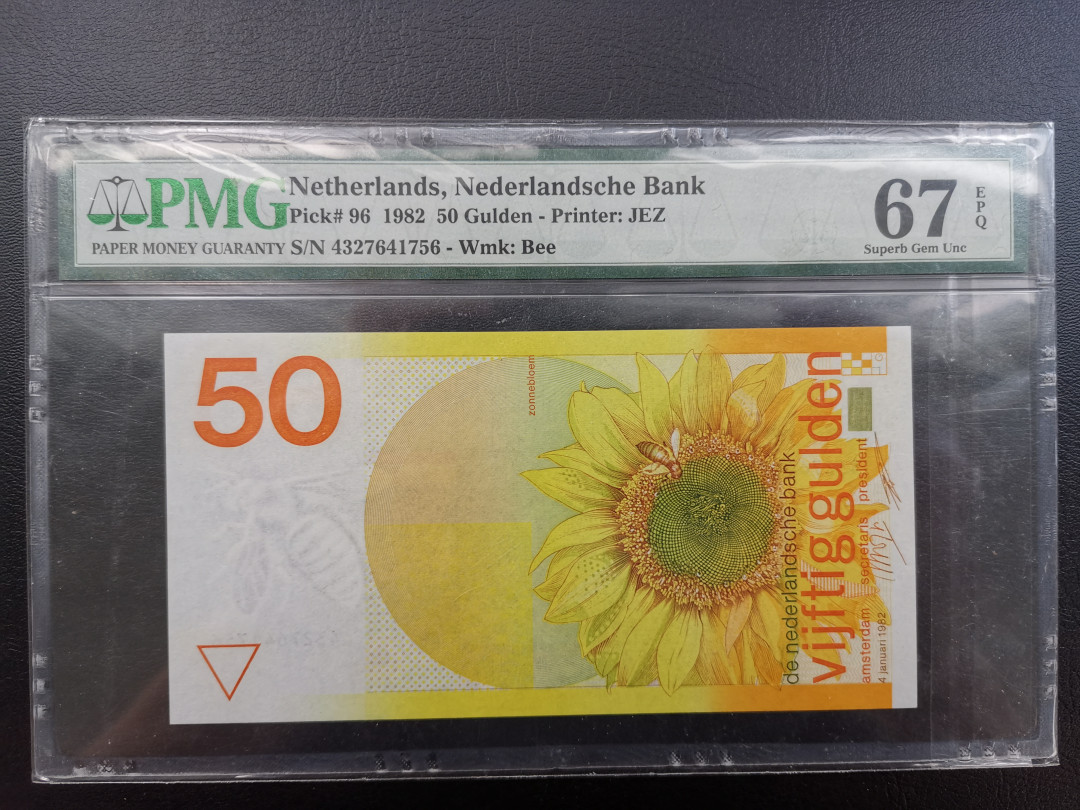 PMG
PAPER MONEY GUARANTY
Netherlands, Nederlandsche Bank
Pick# 96 1982 50 Gulden - Printer: JEZ
S/N 4327641756 - Wmk: Bee
67
EPQ
Superb Gem Unc
50
zonnebloem
de nederlandsche bank
vijftig gulden
amsterdam secretaris president
4 januari 1982